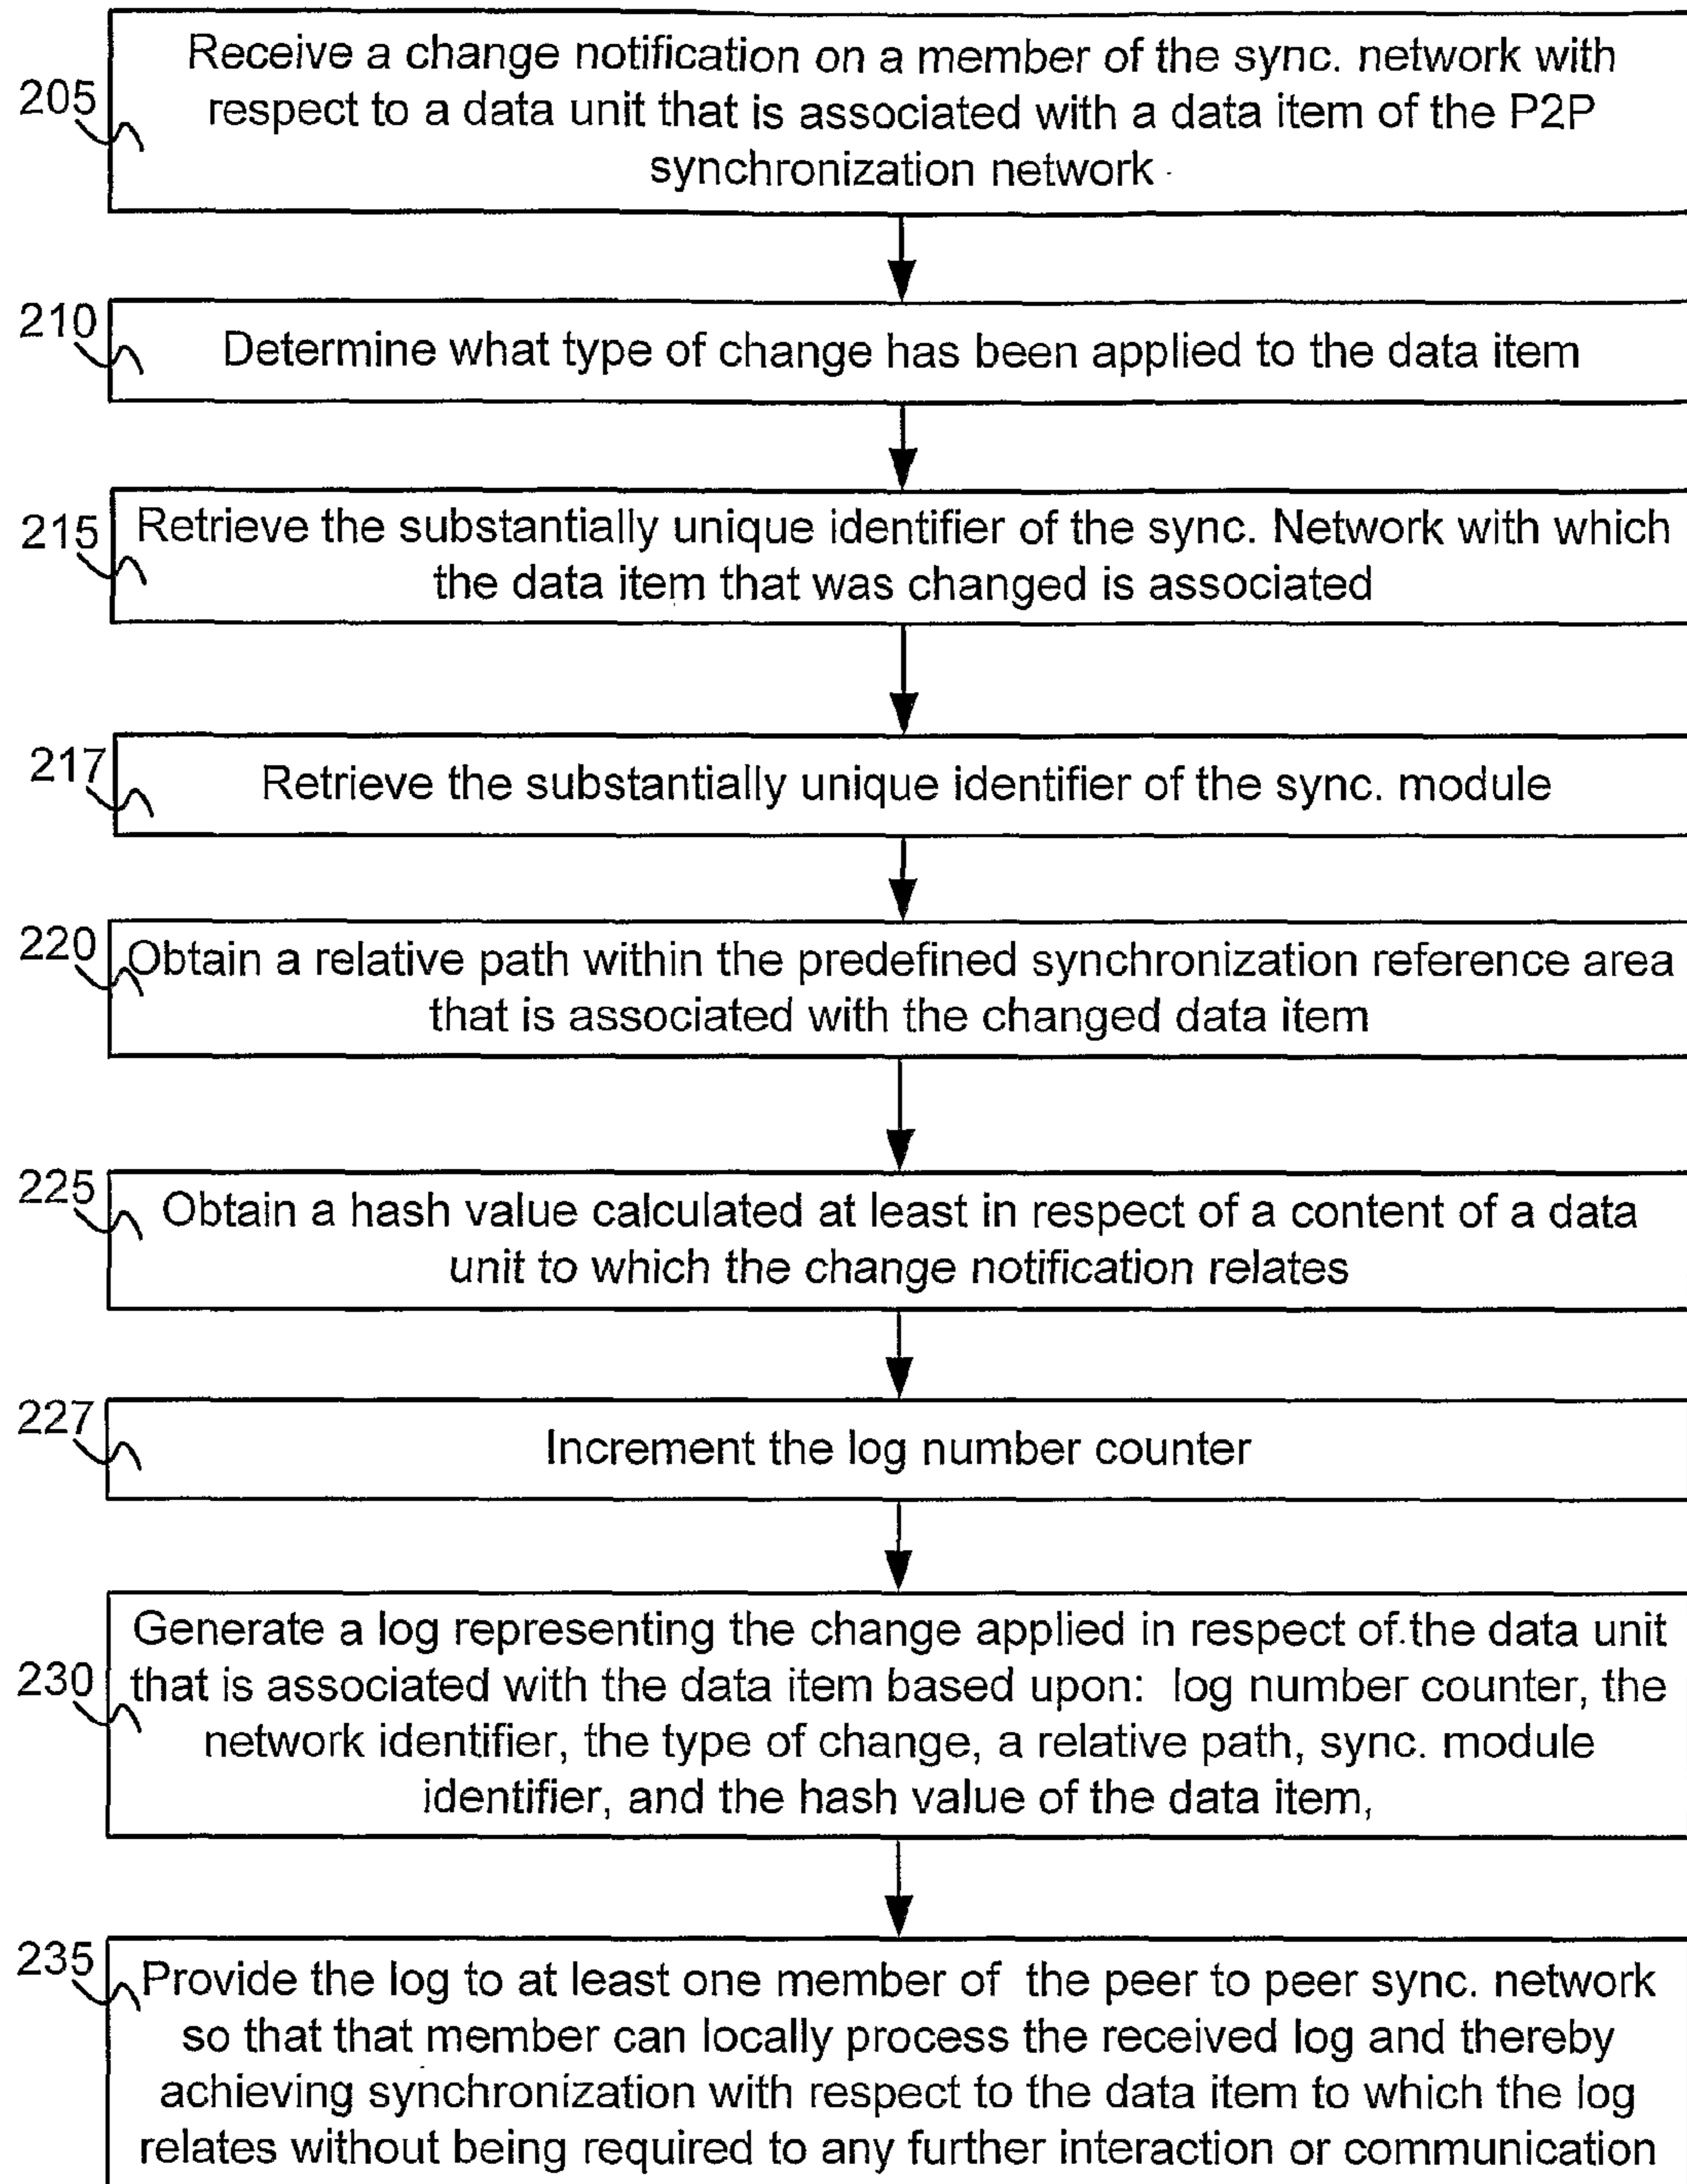 205
Receive a change notification on a member of the sync. network with
respect to a data unit that is associated with a data item of the P2P
synchronization network
210
Determine what type of change has been applied to the data item
215
Retrieve the substantially unique identifier of the sync. Network with which
the data item that was changed is associated
217
Retrieve the substantially unique identifier of the sync. module
220
Obtain a relative path within the predefined synchronization reference area
that is associated with the changed data item
225
Obtain a hash value calculated at least in respect of a content of a data
unit to which the change notification relates
227
Increment the log number counter
230
Generate a log representing the change applied in respect of the data unit
that is associated with the data item based upon: log number counter, the
network identifier, the type of change, a relative path, sync. module
identifier, and the hash value of the data item,
235
Provide the log to at least one member of the peer to peer sync. network
so that that member can locally process the received log and thereby
achieving synchronization with respect to the data item to which the log
relates without being required to any further interaction or communication